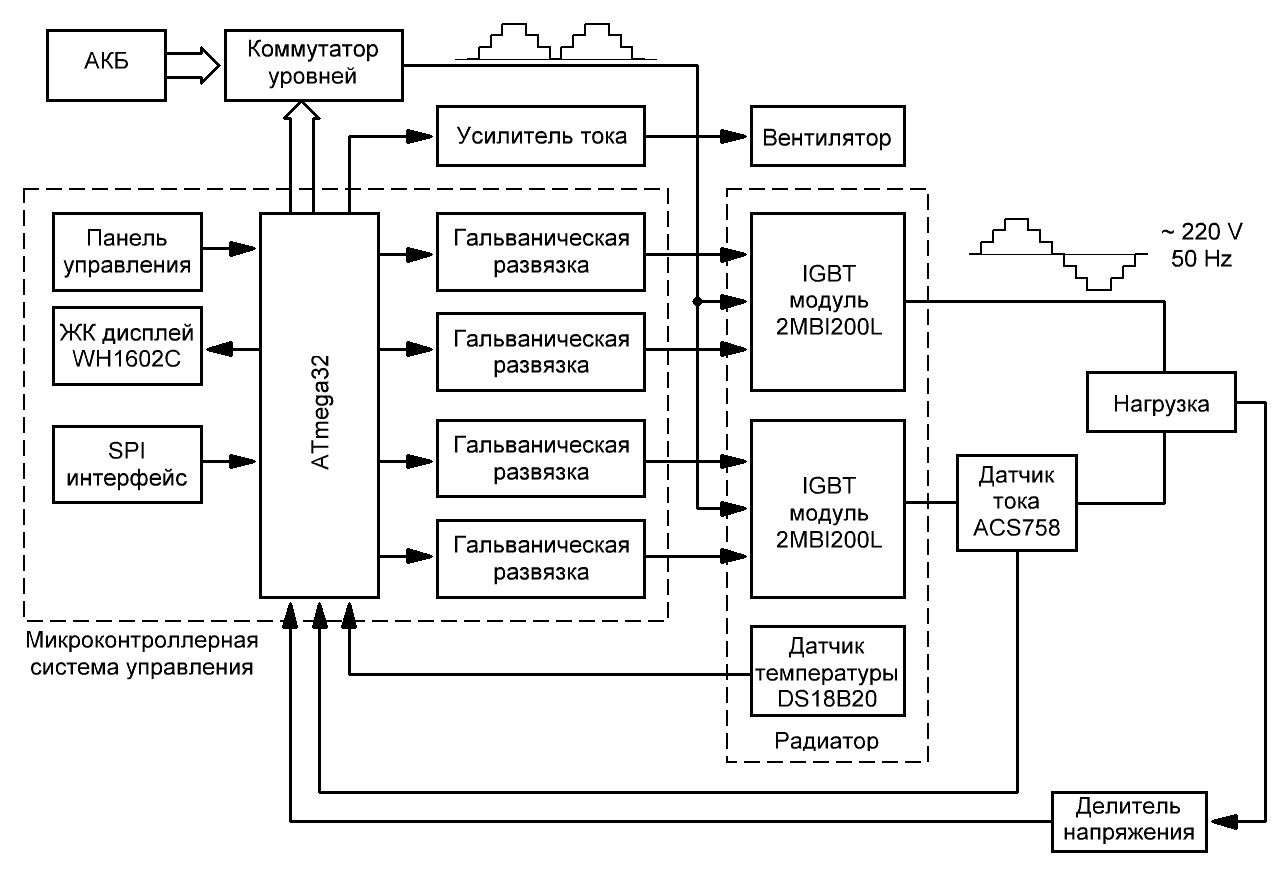 АКБ
Коммутатор
уровней
Усилитель тока
Вентилятор
Панель
управления
ЖК дисплей
WH1602C
SPI
интерфейс
ATmega32
Гальваническая
развязка
Гальваническая
развязка
Гальваническая
развязка
Гальваническая
развязка
IGBT
модуль
2MBI200L
IGBT
модуль
2MBI200L
~ 220 V
50 Hz
Нагрузка
Датчик
тока
ACS758
Микроконтроллерная
система управления
Датчик
температуры
DS18B20
Радиатор
Делитель
напряжения